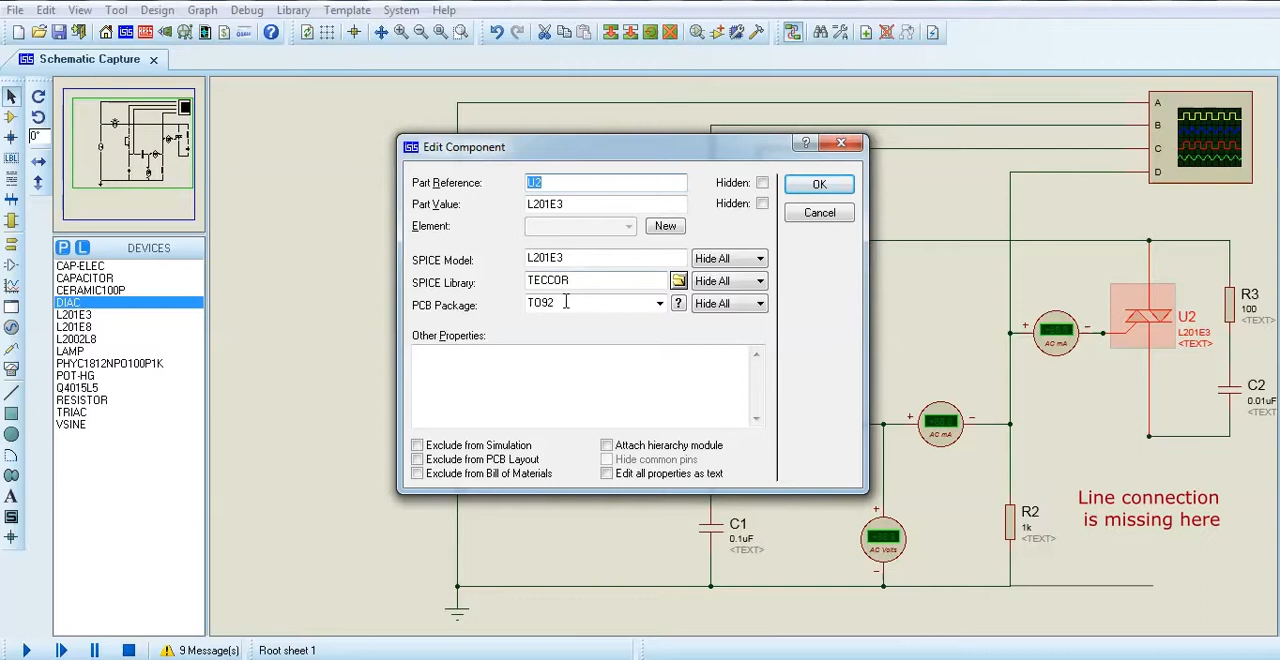 File Edit View Tool Design Graph Debug Library Template System Help
Schematic Capture
0°
LBL
P L DEVICES
CAP-ELEC
CAPACITOR
CERAMIC100P
DIAC
L201E3
L201E8
L2002L8
LAMP
PHYC1812NPO100P1K
POT-HG
Q4015L5
RESISTOR
TRIAC
VSINE
A
S
ISIS Edit Component
Part Reference: U2 Hidden:
Part Value: L201E3 Hidden:
Element: New
SPICE Model: L201E3 Hide All
SPICE Library: TECCOR Hide All
PCB Package: TO92 ? Hide All
Other Properties:
Exclude from Simulation Attach hierarchy module
Exclude from PCB Layout Hide common pins
Exclude from Bill of Materials Edit all properties as text
OK
Cancel
A
B
C
D
R3
100
<TEXT>
U2
L201E3
<TEXT>
AC mA
C2
0.01uF
<TEXT
AC mA
Line connection
is missing here
R2
1k
<TEXT>
C1
0.1uF
<TEXT>
AC Volts
9 Message(s) Root sheet 1